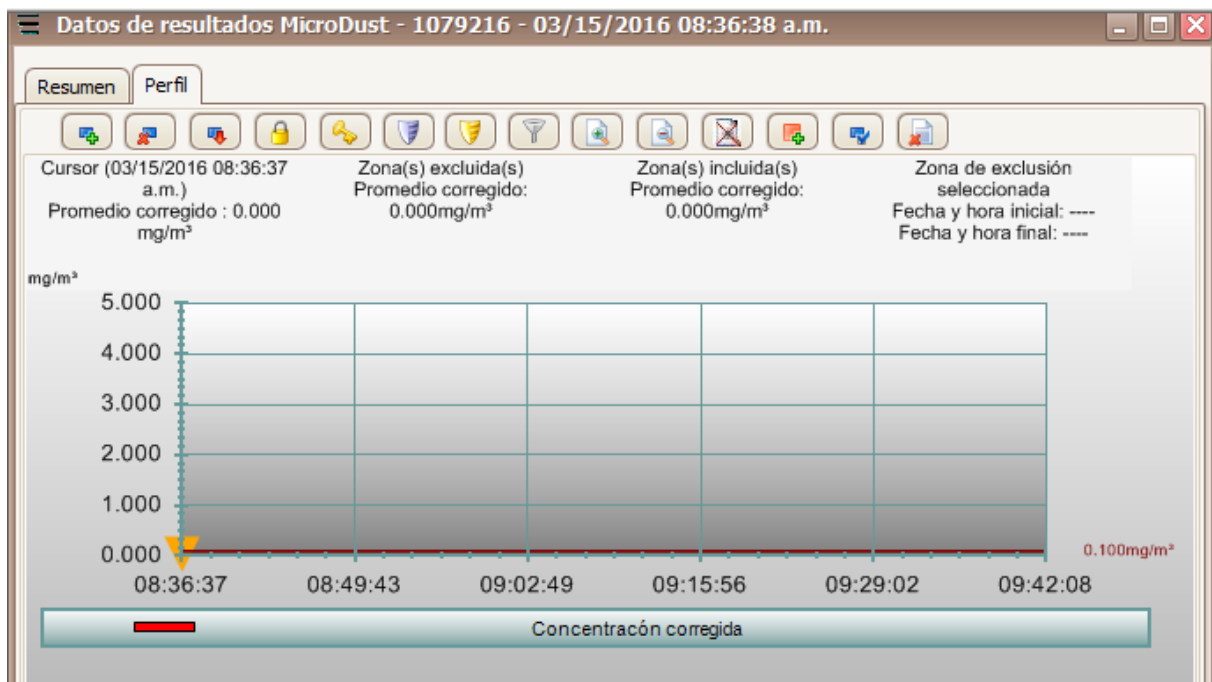 Datos de resultados MicroDust - 1079216 - 03/15/2016 08:36:38 a.m.
Resumen
Perfil
Cursor (03/15/2016 08:36:37
a.m.)
Promedio corregido : 0.000
mg/m³
Zona(s) excluida(s)
Promedio corregido:
0.000mg/m³
Zona(s) incluida(s)
Promedio corregido:
0.000mg/m³
Zona de exclusión
seleccionada
Fecha y hora inicial: ----
Fecha y hora final: ----
mg/m³
5.000
4.000
3.000
2.000
1.000
0.000
0.100mg/m³
08:36:37
08:49:43
09:02:49
09:15:56
09:29:02
09:42:08
Concentracón corregida